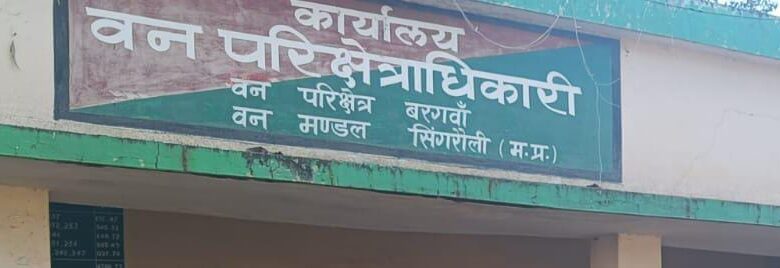 कार्यालय
वन परिक्षेत्राधिकारी
वन परिक्षेत्र बरगवाँ
वन मण्डल सिंगरौली (म.प्र.)